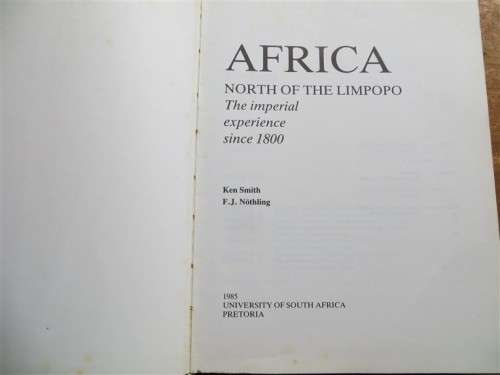 AFRICA
NORTH OF THE LIMPOPO
The imperial
experience
since 1800
Ken Smith
F.J. Nöthling
1985
UNIVERSITY OF SOUTH AFRICA
PRETORIA